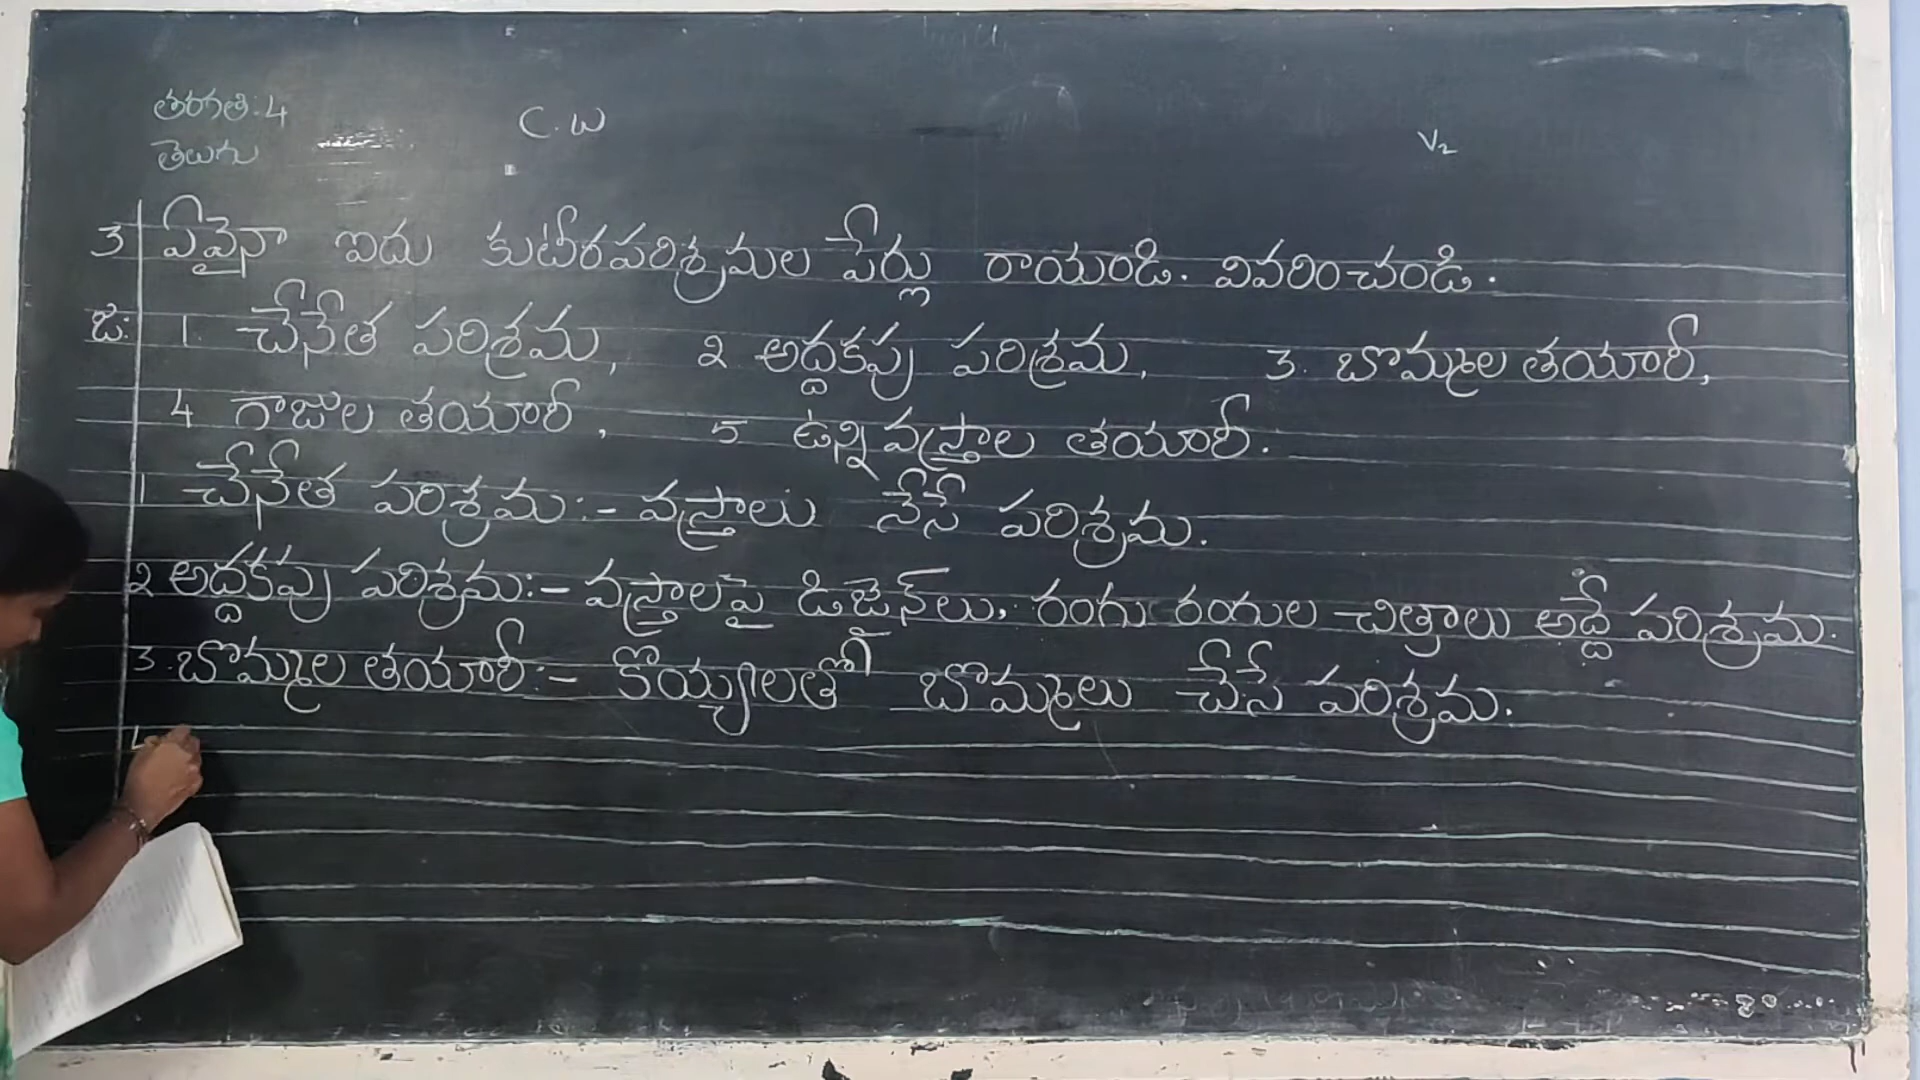 తరగతి:4 C.W V2
తెలుగు
3 ఏవైనా ఐదు కుటీరపరిశ్రమల పేర్లు రాయండి. వివరించండి.
జ: 1. చేనేత పరిశ్రమ, 2 అద్దకపు పరిశ్రమ, 3. బొమ్మల తయారీ,
4 గాజుల తయారీ, 5 ఉన్నివస్త్రాల తయారీ.
1 చేనేత పరిశ్రమ:- వస్త్రాలు నేసే పరిశ్రమ.
2 అద్దకపు పరిశ్రమ:- వస్త్రాలపై డిజైన్‌లు, రంగు రంగుల చిత్రాలు అద్దే పరిశ్రమ.
3. బొమ్మల తయారీ:- కొయ్యలతో బొమ్మలు చేసే పరిశ్రమ.
4